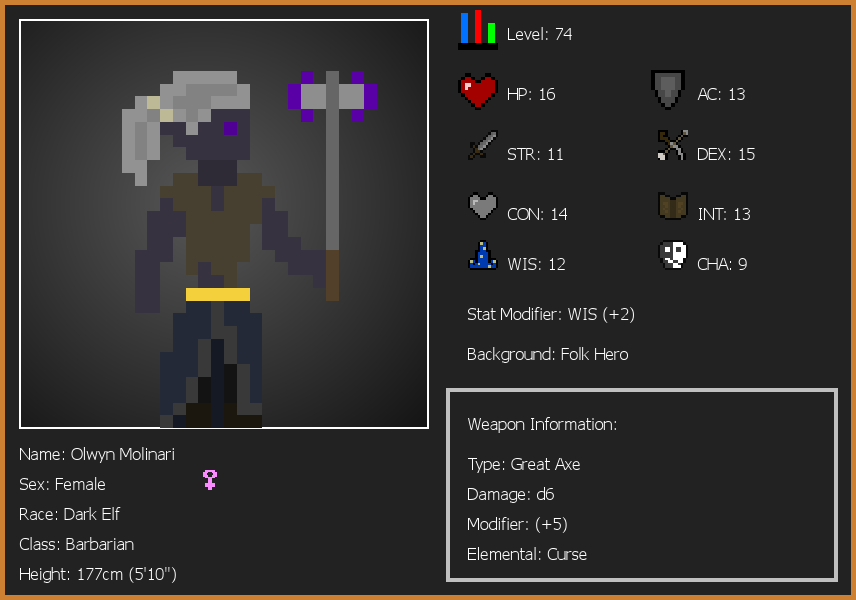 Level: 74
HP: 16
AC: 13
STR: 11
DEX: 15
CON: 14
INT: 13
WIS: 12
CHA: 9
Stat Modifier: WIS (+2)
Background: Folk Hero
Weapon Information:
Type: Great Axe
Damage: d6
Modifier: (+5)
Elemental: Curse
Name: Olwyn Molinari
Sex: Female
Race: Dark Elf
Class: Barbarian
Height: 177cm (5'10")